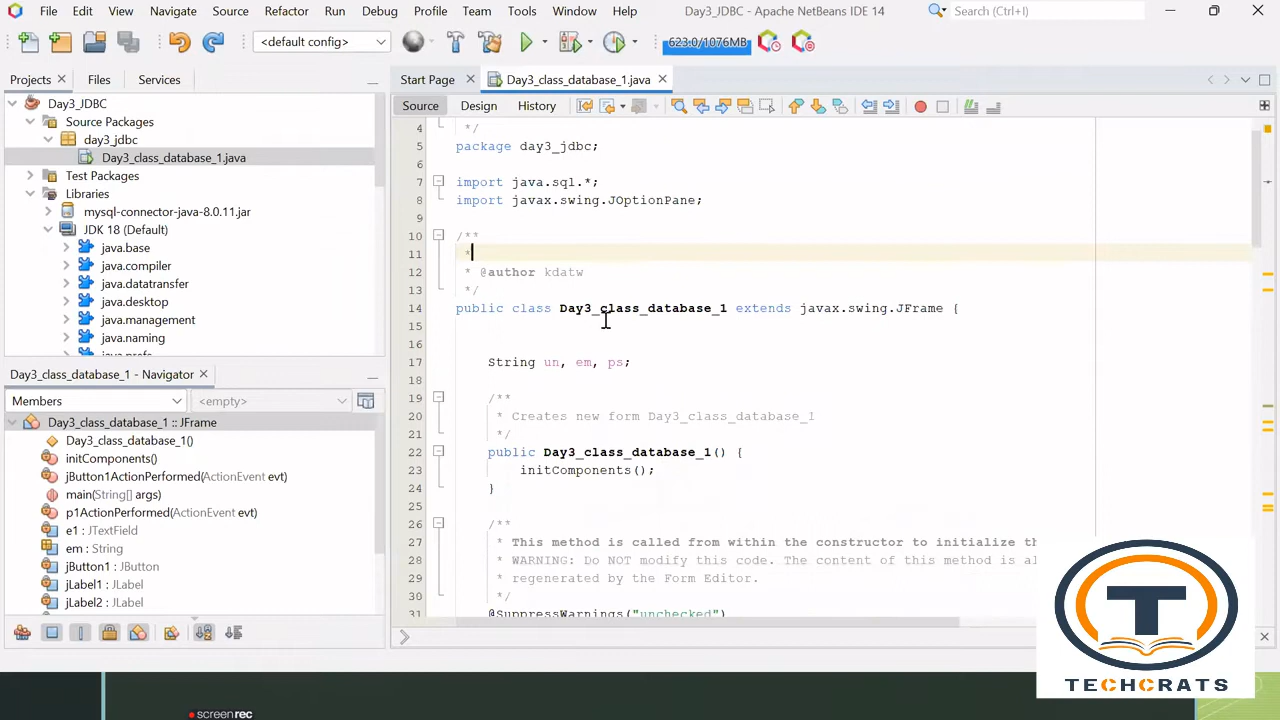 File Edit View Navigate Source Refactor Run Debug Profile Team Tools Window Help Day3_JDBC - Apache NetBeans IDE 14 Search (Ctrl+I)
<default config> 623.0/1076MB
Projects Files Services Start Page Day3_class_database_1.java
Source Design History
Day3_JDBC
Source Packages
day3_jdbc
Day3_class_database_1.java
Test Packages
Libraries
mysql-connector-java-8.0.11.jar
JDK 18 (Default)
java.base
java.compiler
java.datatransfer
java.desktop
java.management
java.naming
java.prefs
Day3_class_database_1 - Navigator
Members <empty>
Day3_class_database_1 :: JFrame
Day3_class_database_1()
initComponents()
jButton1ActionPerformed(ActionEvent evt)
main(String[] args)
p1ActionPerformed(ActionEvent evt)
e1 : JTextField
em : String
jButton1 : JButton
jLabel1 : JLabel
jLabel2 : JLabel
4 */
5 package day3_jdbc;
6
7 import java.sql.*;
8 import javax.swing.JOptionPane;
9
10 /**
11 *
12 * @author kdatw
13 */
14 public class Day3_class_database_1 extends javax.swing.JFrame {
15
16
17 String un, em, ps;
18
19 /**
20 * Creates new form Day3_class_database_1
21 */
22 public Day3_class_database_1() {
23 initComponents();
24 }
25
26 /**
27 * This method is called from within the constructor to initialize th
28 * WARNING: Do NOT modify this code. The content of this method is al
29 * regenerated by the Form Editor.
30 */
31 @SuppressWarnings("unchecked")
T
TECHCRATS
screenrec